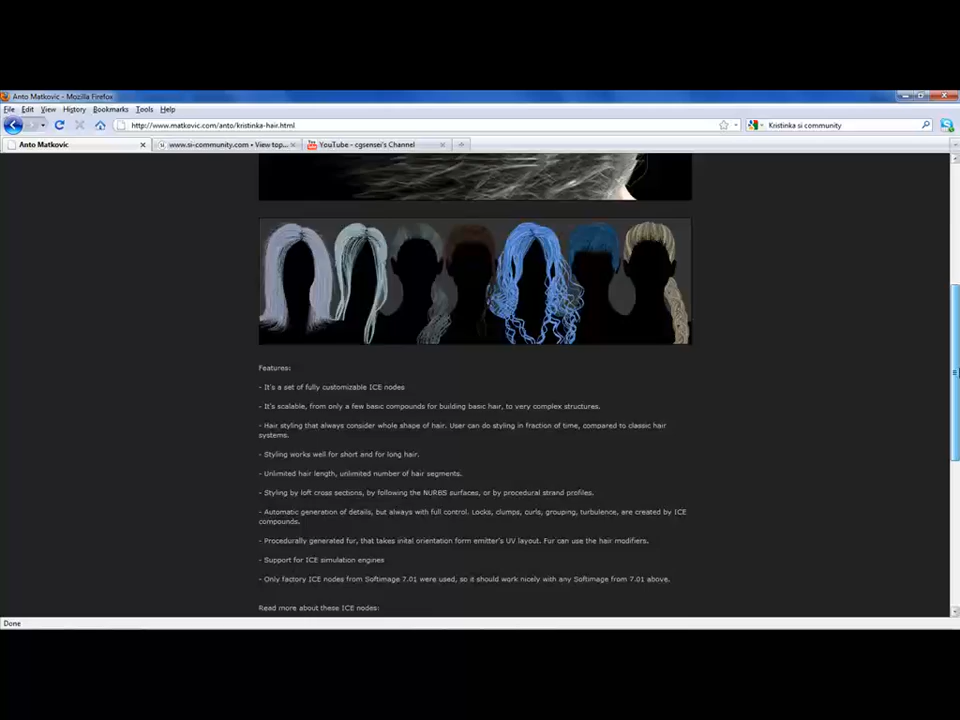 Anto Matkovic - Mozilla Firefox
File Edit View History Bookmarks Tools Help
http://www.matkovic.com/anto/kristinka-hair.html Kristinka si community
Anto Matkovic www.si-community.com • View top... YouTube - cgsensei's Channel
Features:
- It's a set of fully customizable ICE nodes
- It's scalable, from only a few basic compounds for building basic hair, to very complex structures.
- Hair styling that always consider whole shape of hair. User can do styling in fraction of time, compared to classic hair
systems.
- Styling works well for short and for long hair.
- Unlimited hair length, unlimited number of hair segments.
- Styling by loft cross sections, by following the NURBS surfaces, or by procedural strand profiles.
- Automatic generation of details, but always with full control. Locks, clumps, curls, grouping, turbulence, are created by ICE
compounds.
- Procedurally generated fur, that takes inital orientation form emitter's UV layout. Fur can use the hair modifiers.
- Support for ICE simulation engines
- Only factory ICE nodes from Softimage 7.01 were used, so it should work nicely with any Softimage from 7.01 above.
Read more about these ICE nodes:
Done